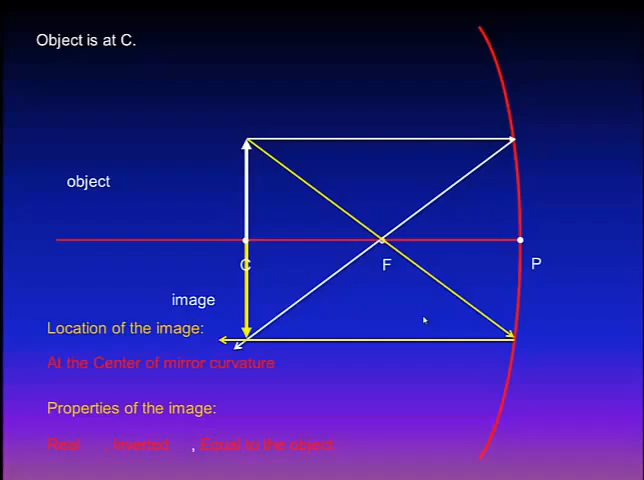 Object is at C.
object
C
F
P
image
Location of the image:
At the Center of mirror curvature
Properties of the image:
Real Inverted , Equal to the object